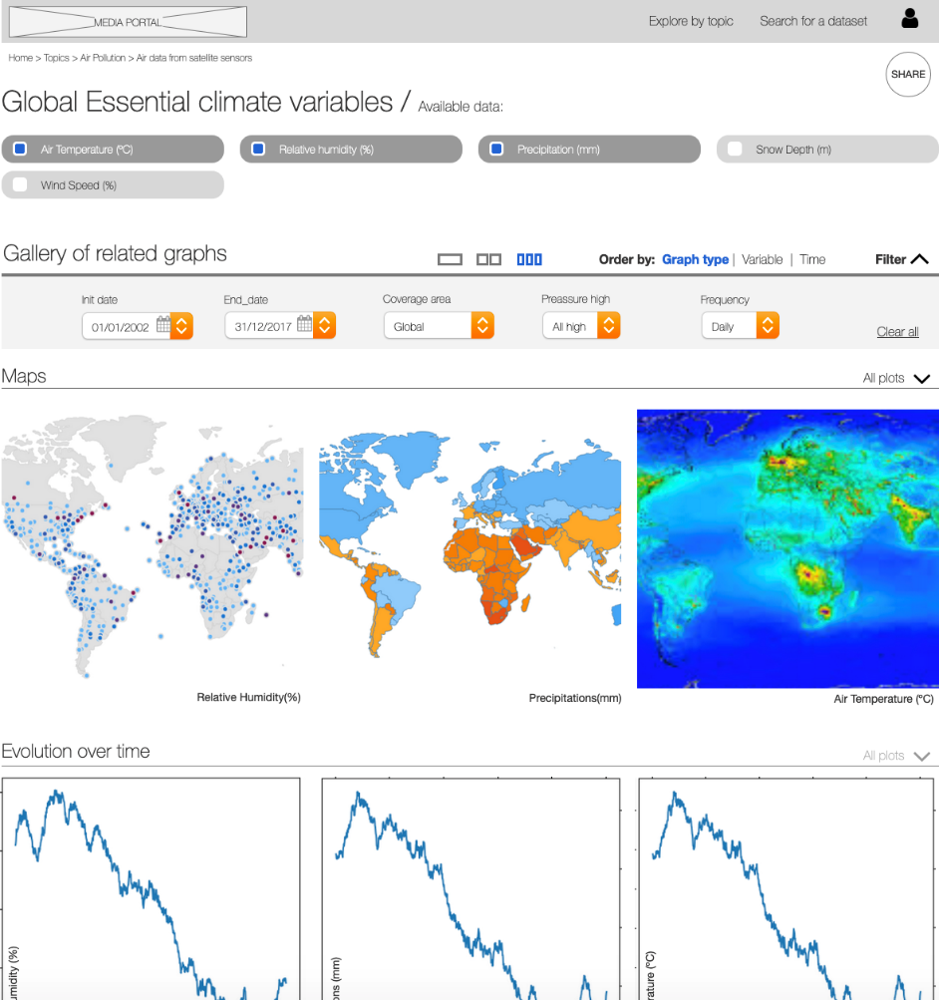 MEDIA PORTAL
Explore by topic Search for a dataset
Home > Topics > Air Pollution > Air data from satellite sensors
SHARE
Global Essential climate variables / Available data:
Air Temperature (ºC) Relative humidity (%) Precipitation (mm) Snow Depth (m)
Wind Speed (%)
Gallery of related graphs Order by: Graph type | Variable | Time Filter
Init date End_date Coverage area Preassure high Frequency
01/01/2002 31/12/2017 Global All high Daily Clear all
Maps All plots
Relative Humidity(%) Precipitations(mm) Air Temperature (ºC)
Evolution over time All plots
umidity (%)
ons (mm)
rature (ºC)